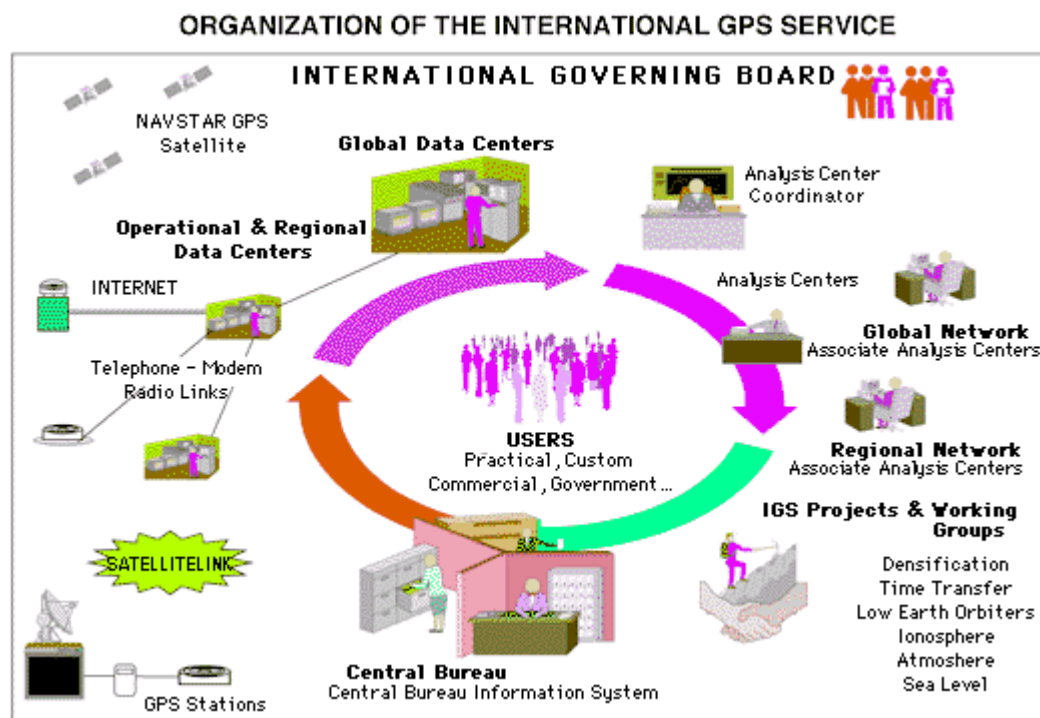 ORGANIZATION OF THE INTERNATIONAL GPS SERVICE
INTERNATIONAL GOVERNING BOARD
NAVSTAR GPS
Satellite
Global Data Centers
Analysis Center
Coordinator
Operational & Regional
Data Centers
INTERNET
Analysis Centers
Global Network
Associate Analysis Centers
Telephone - Modem
Radio Links
USERS
Practical, Custom
Commercial, Government...
Regional Network
Associate Analysis Centers
IGS Projects & Working
Groups
Densification
Time Transfer
Low Earth Orbiters
Ionosphere
Atmoshere
Sea Level
SATELLITELINK
GPS Stations
Central Bureau
Central Bureau Information System